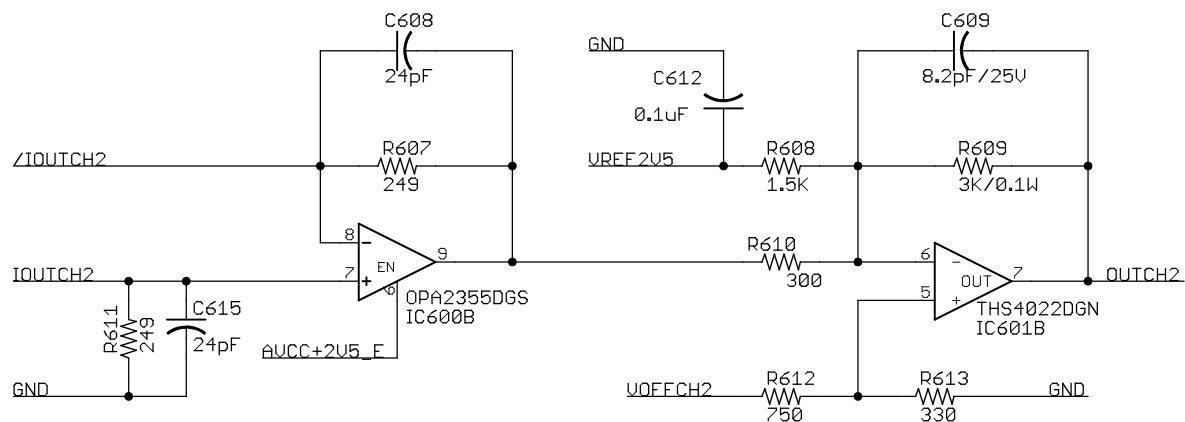 C608
24pF
GND
C612
0.1uF
C609
8.2pF/25V
/IOUTCH2
R607
249
VREF2V5
R608
1.5K
R609
3K/0.1W
8
EN
9
7
6
OPA2355DGS
IC600B
IOUTCH2
R611
249
C615
24pF
GND
AVCC+2V5_E
R610
300
6
5
OUT
7
OUTCH2
THS4022DGN
IC601B
VOFFCH2
R612
750
R613
330
GND